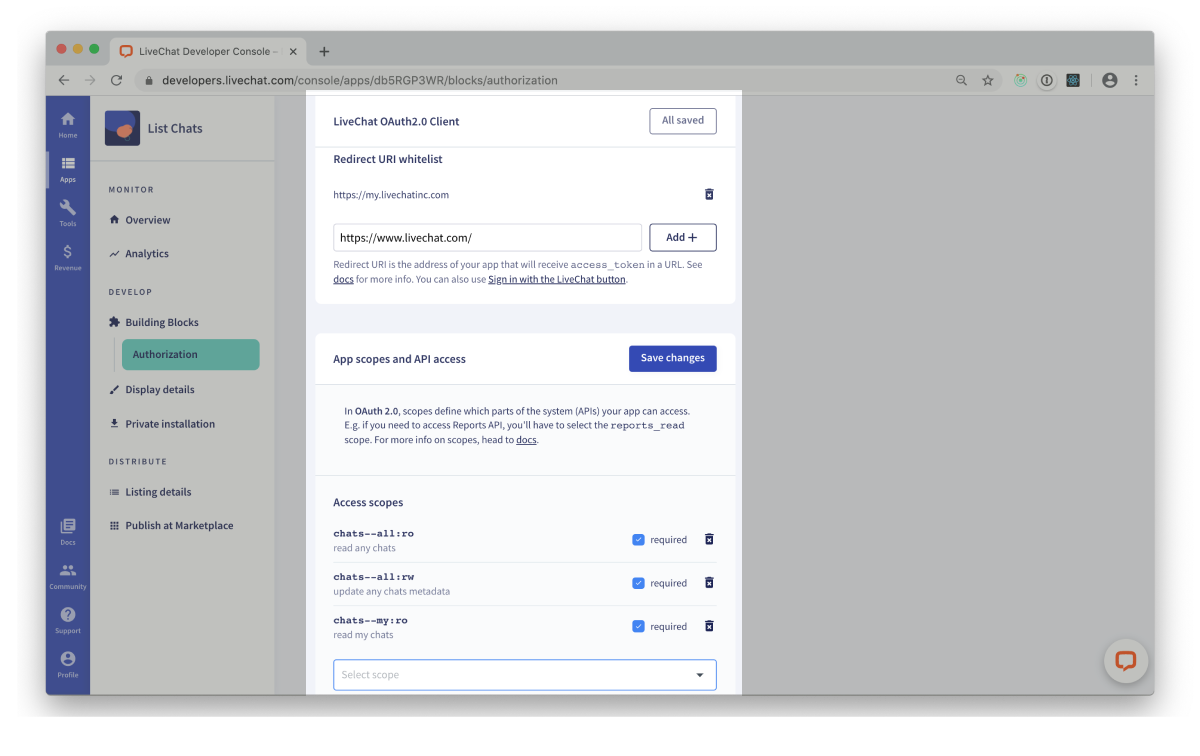 LiveChat Developer Console –
developers.livechat.com/console/apps/db5RGP3WR/blocks/authorization
Home
Apps
Tools
Revenue
Docs
Community
Support
Profile
List Chats
MONITOR
Overview
Analytics
DEVELOP
Building Blocks
Authorization
Display details
Private installation
DISTRIBUTE
Listing details
Publish at Marketplace
LiveChat OAuth2.0 Client
All saved
Redirect URI whitelist
https://my.livechatinc.com
https://www.livechat.com/
Add +
Redirect URI is the address of your app that will receive access_token in a URL. See
docs for more info. You can also use Sign in with the LiveChat button.
App scopes and API access
Save changes
In OAuth 2.0, scopes define which parts of the system (APIs) your app can access.
E.g. if you need to access Reports API, you'll have to select the reports_read
scope. For more info on scopes, head to docs.
Access scopes
chats--all:ro
read any chats
required
chats--all:rw
update any chats metadata
required
chats--my:ro
read my chats
required
Select scope